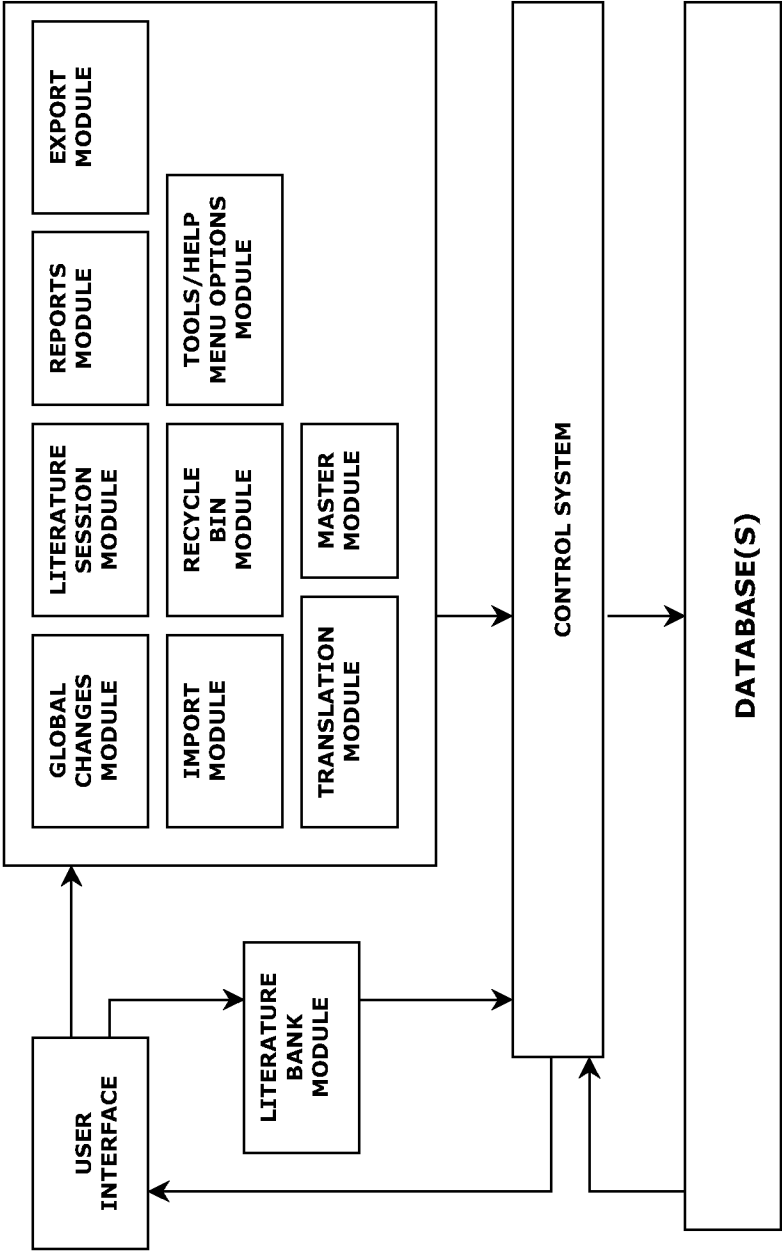 USER
INTERFACE
LITERATURE
BANK
MODULE
GLOBAL
CHANGES
MODULE
LITERATURE
SESSION
MODULE
REPORTS
MODULE
EXPORT
MODULE
IMPORT
MODULE
RECYCLE
BIN
MODULE
TOOLS/HELP
MENU OPTIONS
MODULE
TRANSLATION
MODULE
MASTER
MODULE
CONTROL SYSTEM
DATABASE(S)